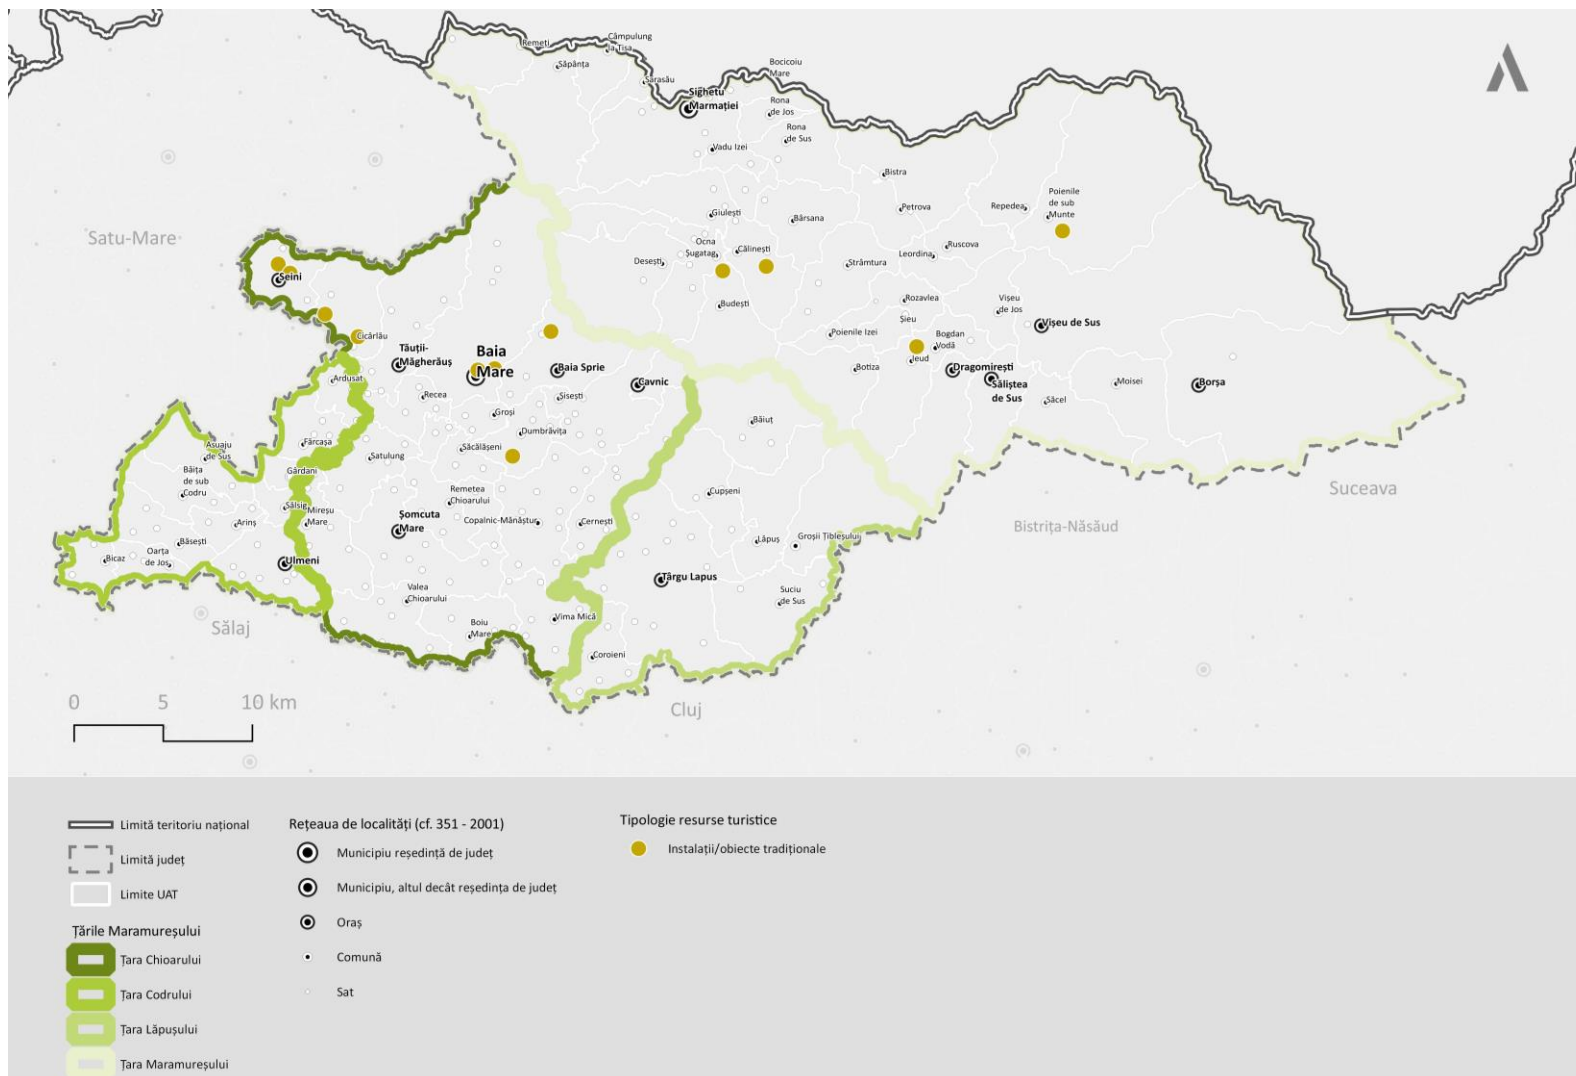 Remeți
Câmpulung
la Tisa
Săpânța
Sarasău
Bocicoiu
Mare
Sighetu
Marmației
Rona
de Jos
Rona
de Sus
Vadu Izei
Bistra
Poienile
de sub
Munte
Repedea
Petrova
Giulești
Bârsana
Satu-Mare
Ocna
Șugatag
Călinești
Desești
Leordina
Ruscova
Strâmtura
Seini
Budești
Rozavlea
Șieu
Vișeu
de Jos
Vișeu de Sus
Cicârlău
Poienile Izei
Bogdan
Vodă
Ieud
Tăuții-
Măgherăuș
Baia
Mare
Baia Sprie
Cavnic
Botiza
Dragomirești
Săliștea
de Sus
Moisei
Borșa
Săcel
Ardusat
Recea
Sisești
Groși
Băiuț
Dumbrăvița
Asuaju
de Sus
Fărcașa
Satulung
Săcălășeni
Gârdani
Băița
de sub
Codru
Remetea
Chioarului
Cupșeni
Suceava
Sălsig
Mireșu
Mare
Arinș
Șomcuta
Mare
Copalnic-Mănăștur
Cernești
Bistrița-Năsăud
Băsești
Lăpuș
Groșii Țibleșului
Oarța
de Jos
Bicaz
Ulmeni
Târgu Lapus
Valea
Chioarului
Suciu
de Sus
Sălaj
Boiu
Mare
Vima Mică
Coroieni
0 5 10 km
Cluj
Limită teritoriu național
Limită județ
Limite UAT
Țările Maramureșului
Țara Chioarului
Țara Codrului
Țara Lăpușului
Țara Maramureșului
Rețeaua de localități (cf. 351 - 2001)
Municipiu reședință de județ
Municipiu, altul decât reședința de județ
Oraș
Comună
Sat
Tipologie resurse turistice
Instalații/obiecte tradiționale